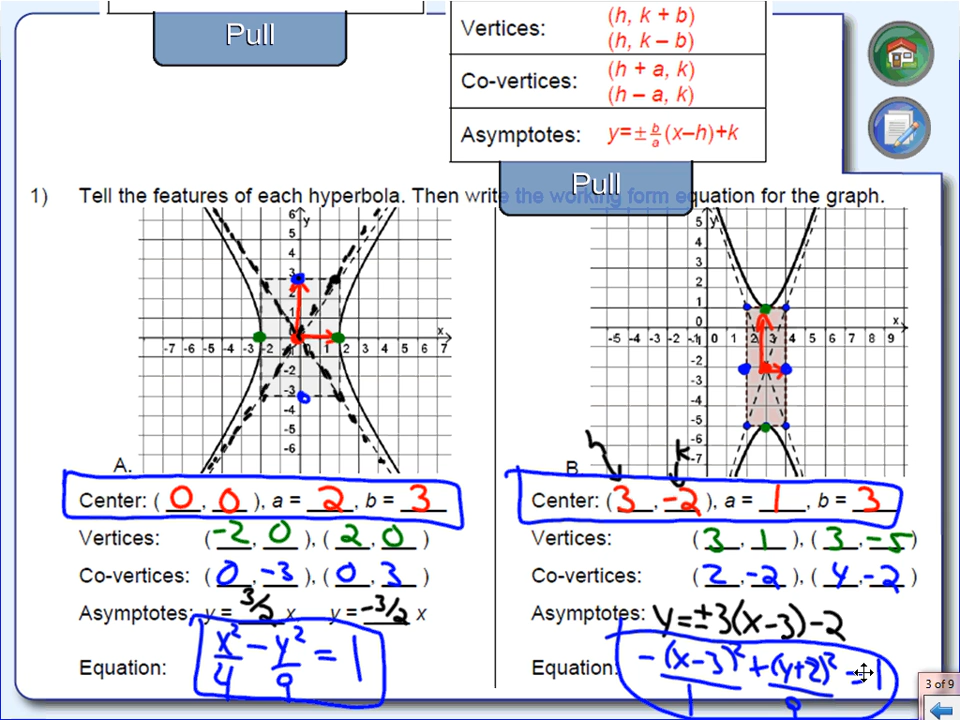 Pull
Vertices: (h, k + b)
(h, k – b)
Co-vertices: (h + a, k)
(h – a, k)
Asymptotes: y=± b/a (x–h)+k
Pull
1) Tell the features of each hyperbola. Then write the working form equation for the graph.
A.
Center: ( 0 , 0 ), a = 2 , b = 3
Vertices: ( -2 , 0 ), ( 2 , 0 )
Co-vertices: ( 0 , -3 ), ( 0 , 3 )
Asymptotes: y = 3/2 x y = -3/2 x
Equation: x²/4 - y²/9 = 1
h k
B
Center: ( 3 , -2 ), a = 1 , b = 3
Vertices: ( 3 , 1 ), ( 3 , -5 )
Co-vertices: ( 2 , -2 ), ( 4 , -2 )
Asymptotes: y=±3(x-3)-2
Equation: -(x-3)²/1 + (y+2)²/9 = 1
3 of 9